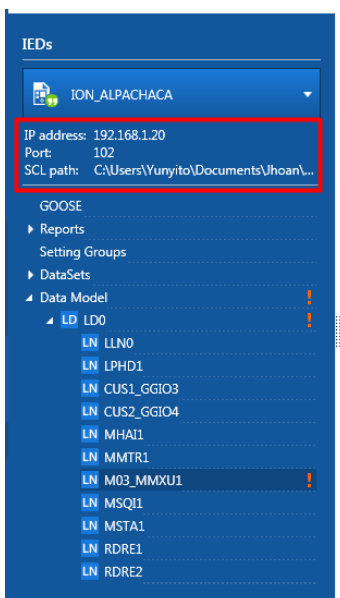 IEDs
ION_ALPACHACA
IP address: 192.168.1.20
Port: 102
SCL path: C:\Users\Yunyito\Documents\Jhoan\...
GOOSE
Reports
Setting Groups
DataSets
Data Model !
LD LD0 !
LN LLN0
LN LPHD1
LN CUS1_GGIO3
LN CUS2_GGIO4
LN MHAI1
LN MMTR1
LN M03_MMXU1 !
LN MSQI1
LN MSTA1
LN RDRE1
LN RDRE2